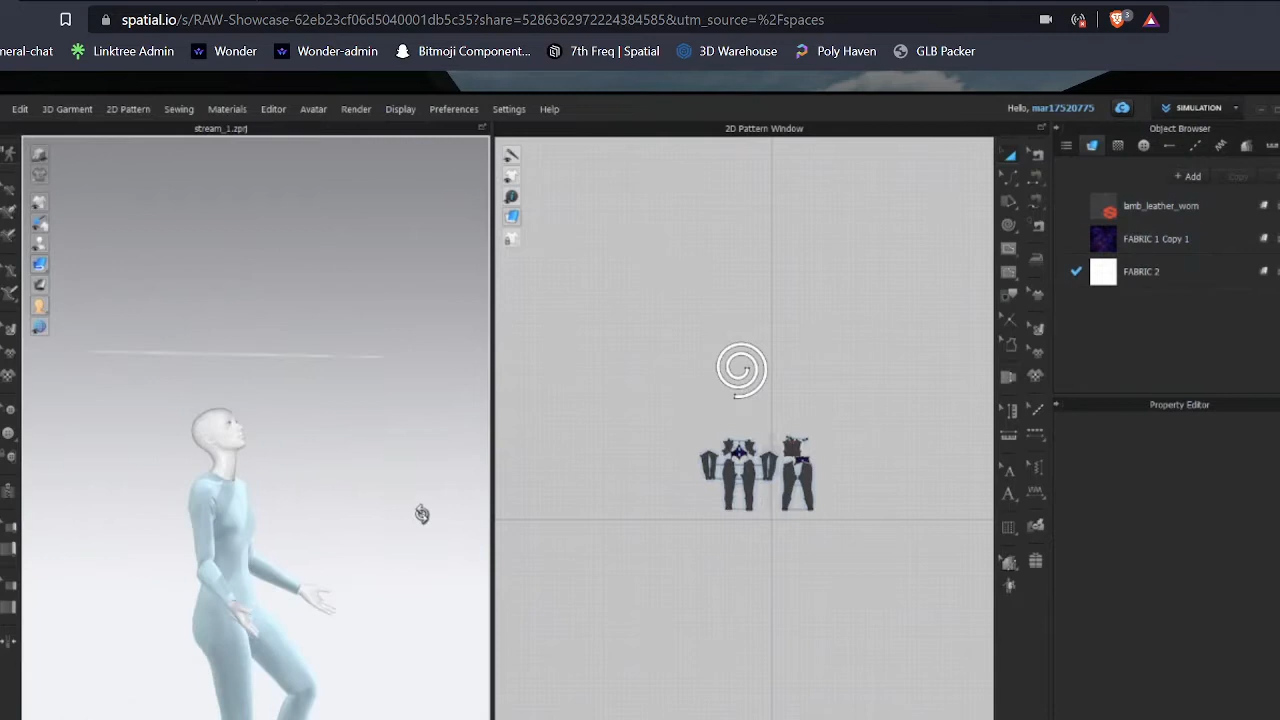 spatial.io/s/RAW-Showcase-62eb23cf06d5040001db5c35?share=5286362972224384585&utm_source=%2Fspaces
3
neral-chat Linktree Admin Wonder Wonder-admin Bitmoji Component... 7th Freq | Spatial 3D Warehouse Poly Haven GLB Packer
Edit 3D Garment 2D Pattern Sewing Materials Editor Avatar Render Display Preferences Settings Help Hello, mar17520775 SIMULATION
stream_1.zprj 2D Pattern Window Object Browser
+ Add Copy
lamb_leather_worn
FABRIC 1 Copy 1
FABRIC 2
Property Editor